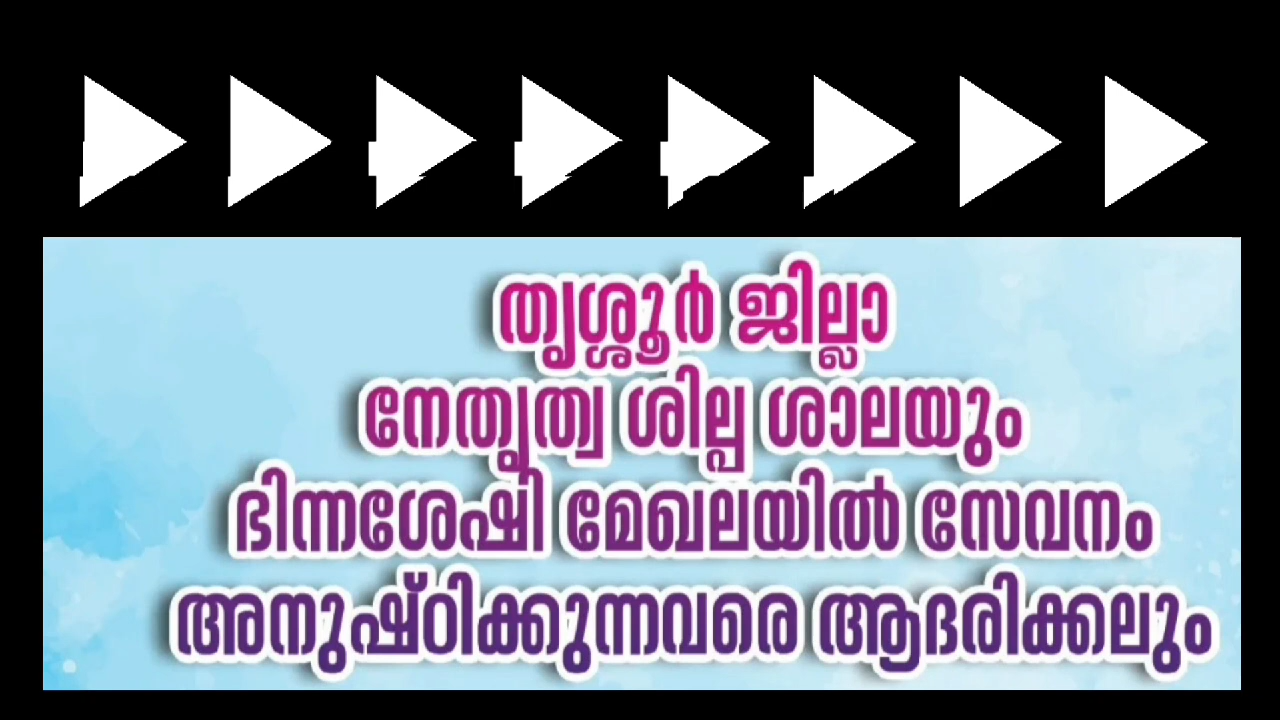 തൃശ്ശൂർ ജില്ലാ
നേതൃത്വ ശില്പ ശാലയും
ഭിന്നശേഷി മേഖലയിൽ സേവനം
അനുഷ്ഠിക്കുന്നവരെ ആദരിക്കലും